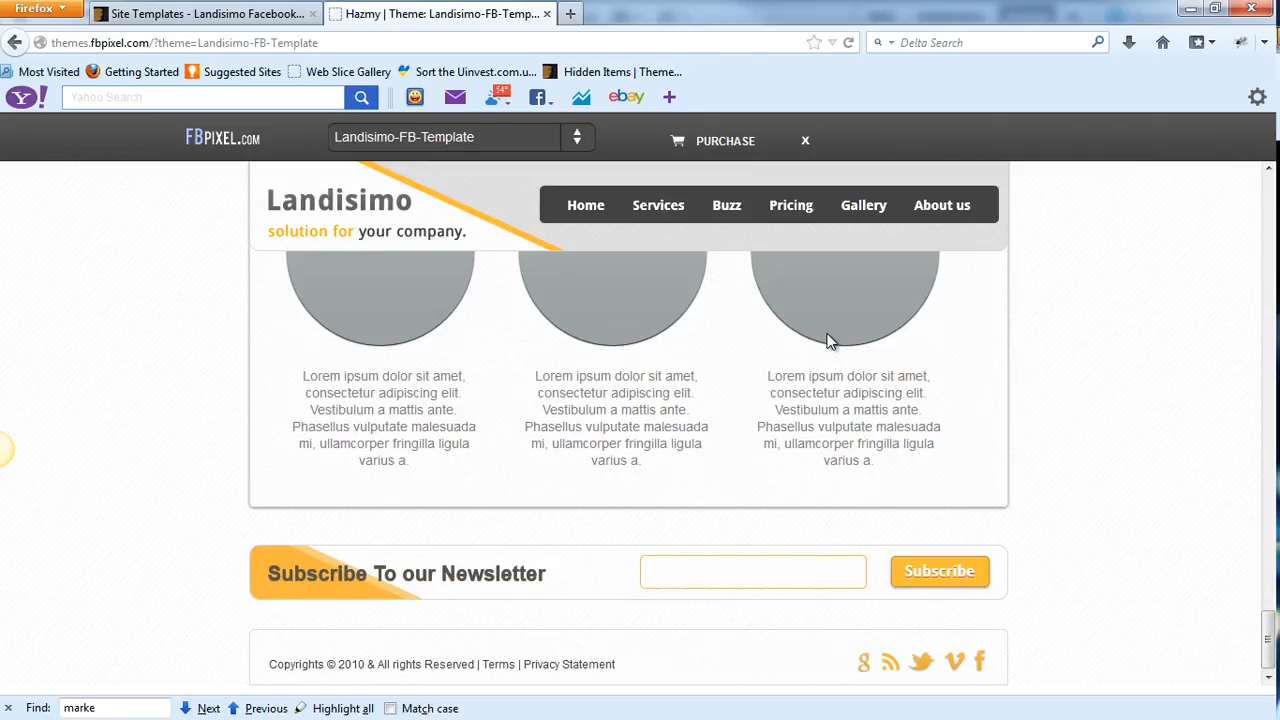 Firefox
Site Templates - Landisimo Facebook...
Hazmy | Theme: Landisimo-FB-Temp...
themes.fbpixel.com/?theme=Landisimo-FB-Template
Delta Search
Most Visited
Getting Started
Suggested Sites
Web Slice Gallery
Sort the Uinvest.com.u...
Hidden Items | Theme...
Y!
Yahoo Search
54°
ebay
FBPIXEL.COM
Landisimo-FB-Template
PURCHASE
x
Landisimo
solution for your company.
Home
Services
Buzz
Pricing
Gallery
About us
Lorem ipsum dolor sit amet,
consectetur adipiscing elit.
Vestibulum a mattis ante.
Phasellus vulputate malesuada
mi, ullamcorper fringilla ligula
varius a.
Lorem ipsum dolor sit amet,
consectetur adipiscing elit.
Vestibulum a mattis ante.
Phasellus vulputate malesuada
mi, ullamcorper fringilla ligula
varius a.
Lorem ipsum dolor sit amet,
consectetur adipiscing elit.
Vestibulum a mattis ante.
Phasellus vulputate malesuada
mi, ullamcorper fringilla ligula
varius a.
Subscribe To our Newsletter
Subscribe
Copyrights © 2010 & All rights Reserved | Terms | Privacy Statement
Find:
marke
Next
Previous
Highlight all
Match case